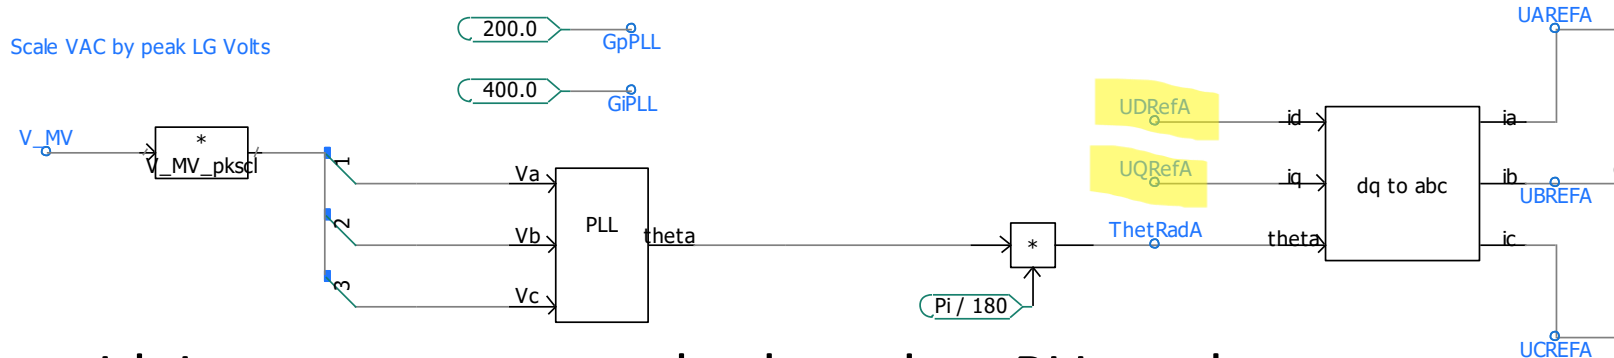 UAREFA
200.0
GpPLL
Scale VAC by peak LG Volts
400.0
GiPLL
UDRefA
id
ia
V_MV
*
V_MV_pkscl
1
Va
UQRefA
iq
dq to abc
ib
UBREFA
2
PLL
Vb
theta
*
ThetRadA
theta
ic
3
Vc
Pi / 180
UCREFA